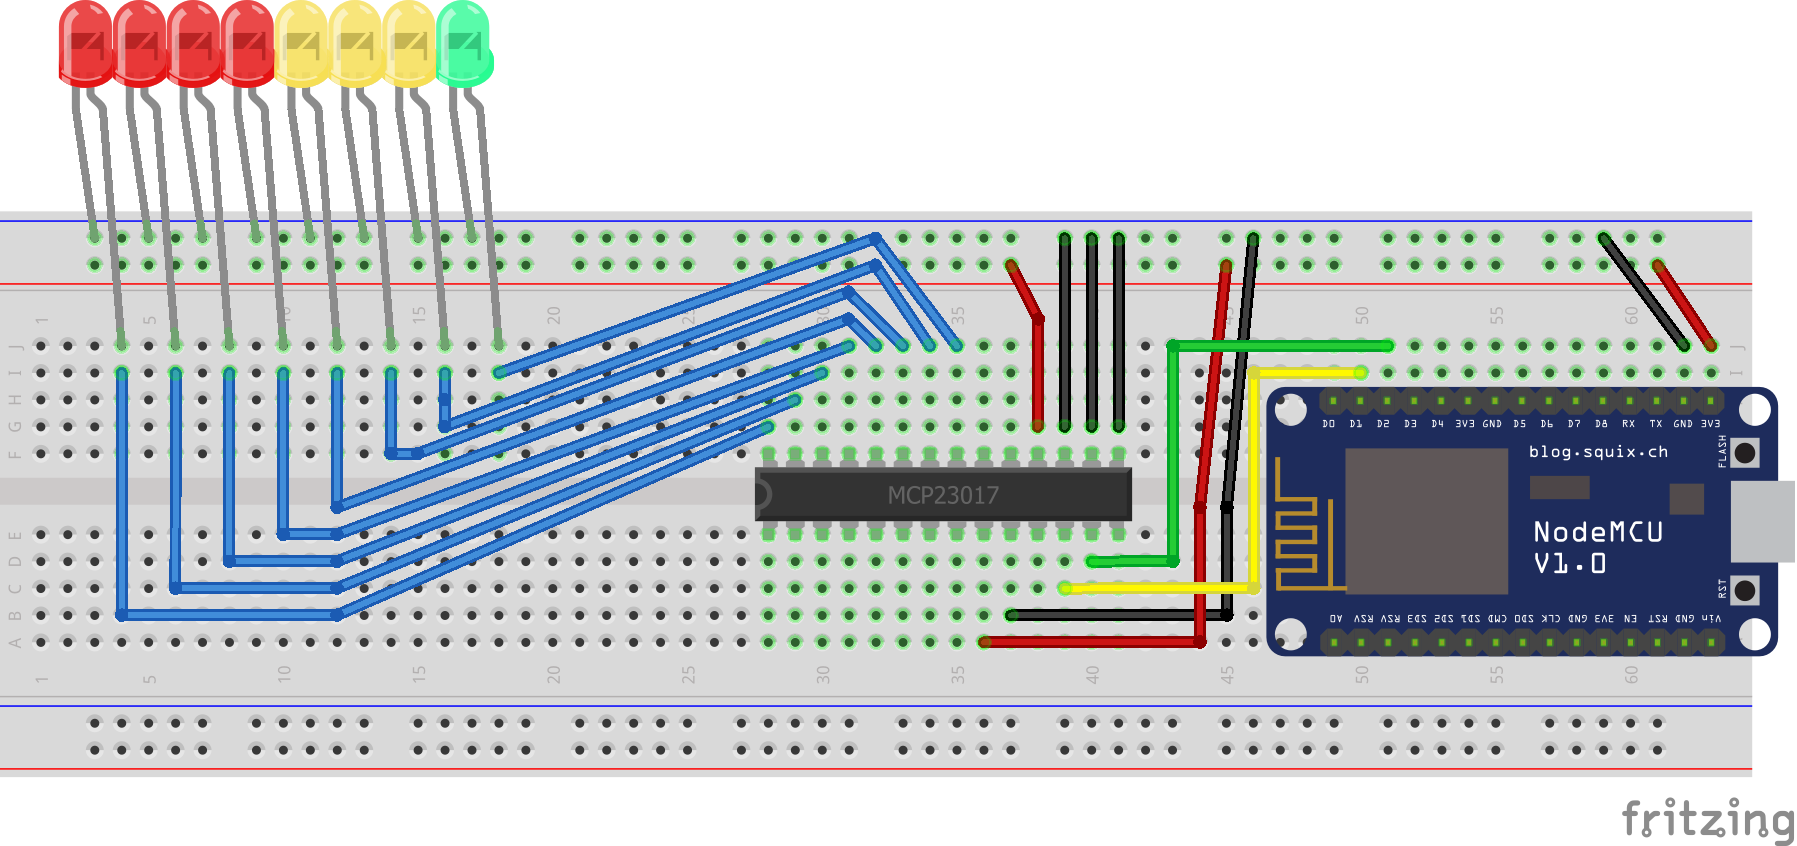 1 5 10 15 20 25 30 35 45 50 55 60
J J
I I
H
G
F
MCP23017
E
D
C
B
A
D0 D1 D2 D3 D4 3V3 GND D5 D6 D7 D8 RX TX GND 3V3
FLASH
blog.squix.ch
NodeMCU
V1.0
RST
A0 RSV RSV SD3 SD2 SD1 CMD SD0 CLK GND 3V3 EN RST GND Vin
1 5 10 15 20 25 30 35 40 45 50 55 60
fritzing